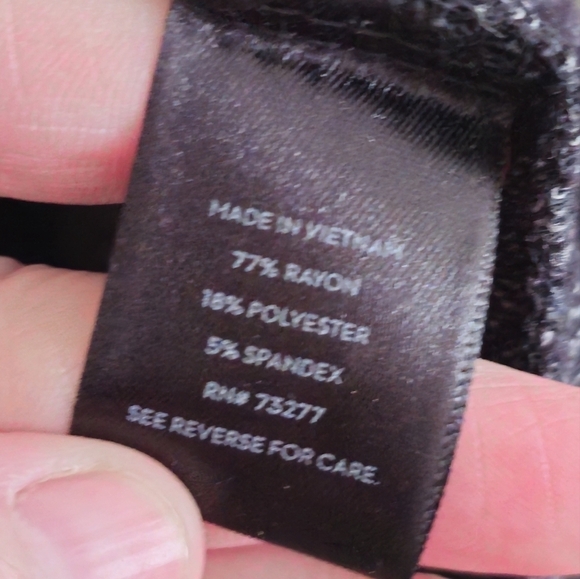 MADE IN VIETNAM
77% RAYON
18% POLYESTER
5% SPANDEX
RN# 73277
SEE REVERSE FOR CARE.